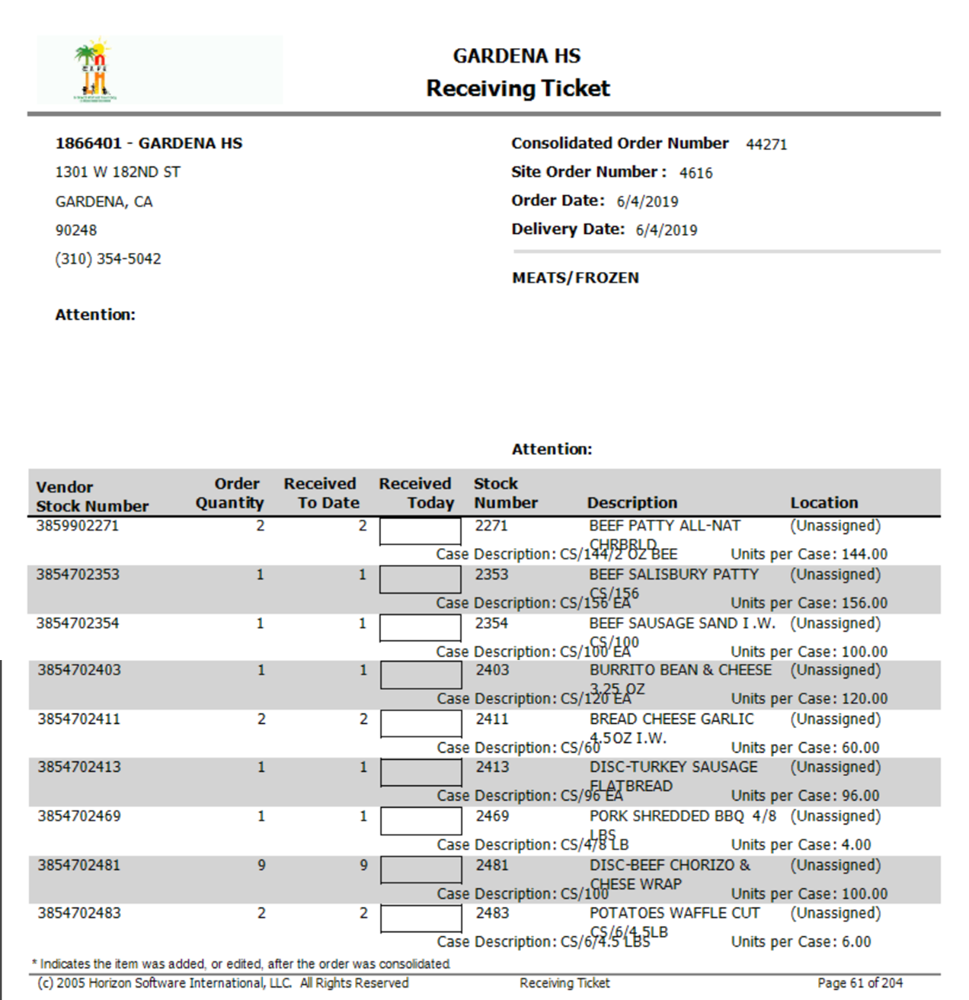 CAFE
LA
GARDENA HS
Receiving Ticket
1866401 - GARDENA HS
1301 W 182ND ST
GARDENA, CA
90248
(310) 354-5042
Attention:
Consolidated Order Number 44271
Site Order Number : 4616
Order Date: 6/4/2019
Delivery Date: 6/4/2019
MEATS/FROZEN
Attention:
Vendor Stock Number Order Quantity Received To Date Received Today Stock Number Description Location
3859902271 2 2 2271 BEEF PATTY ALL-NAT (Unassigned)
CHRBRLD
Case Description: CS/144/2 OZ BEE Units per Case: 144.00
3854702353 1 1 2353 BEEF SALISBURY PATTY (Unassigned)
CS/156
Case Description: CS/156 EA Units per Case: 156.00
3854702354 1 1 2354 BEEF SAUSAGE SAND I .W. (Unassigned)
CS/100
Case Description: CS/100 EA Units per Case: 100.00
3854702403 1 1 2403 BURRITO BEAN & CHEESE (Unassigned)
3.25 OZ
Case Description: CS/120 EA Units per Case: 120.00
3854702411 2 2 2411 BREAD CHEESE GARLIC (Unassigned)
4.5OZ I.W.
Case Description: CS/60 Units per Case: 60.00
3854702413 1 1 2413 DISC-TURKEY SAUSAGE (Unassigned)
FLATBREAD
Case Description: CS/96 EA Units per Case: 96.00
3854702469 1 1 2469 PORK SHREDDED BBQ 4/8 (Unassigned)
LBS
Case Description: CS/4/8 LB Units per Case: 4.00
3854702481 9 9 2481 DISC-BEEF CHORIZO & (Unassigned)
CHESE WRAP
Case Description: CS/100 Units per Case: 100.00
3854702483 2 2 2483 POTATOES WAFFLE CUT (Unassigned)
CS/6/4.5LB
Case Description: CS/6/4.5 LBS Units per Case: 6.00
* Indicates the item was added, or edited, after the order was consolidated
(c) 2005 Horizon Software International, LLC. All Rights Reserved Receiving Ticket Page 61 of 204